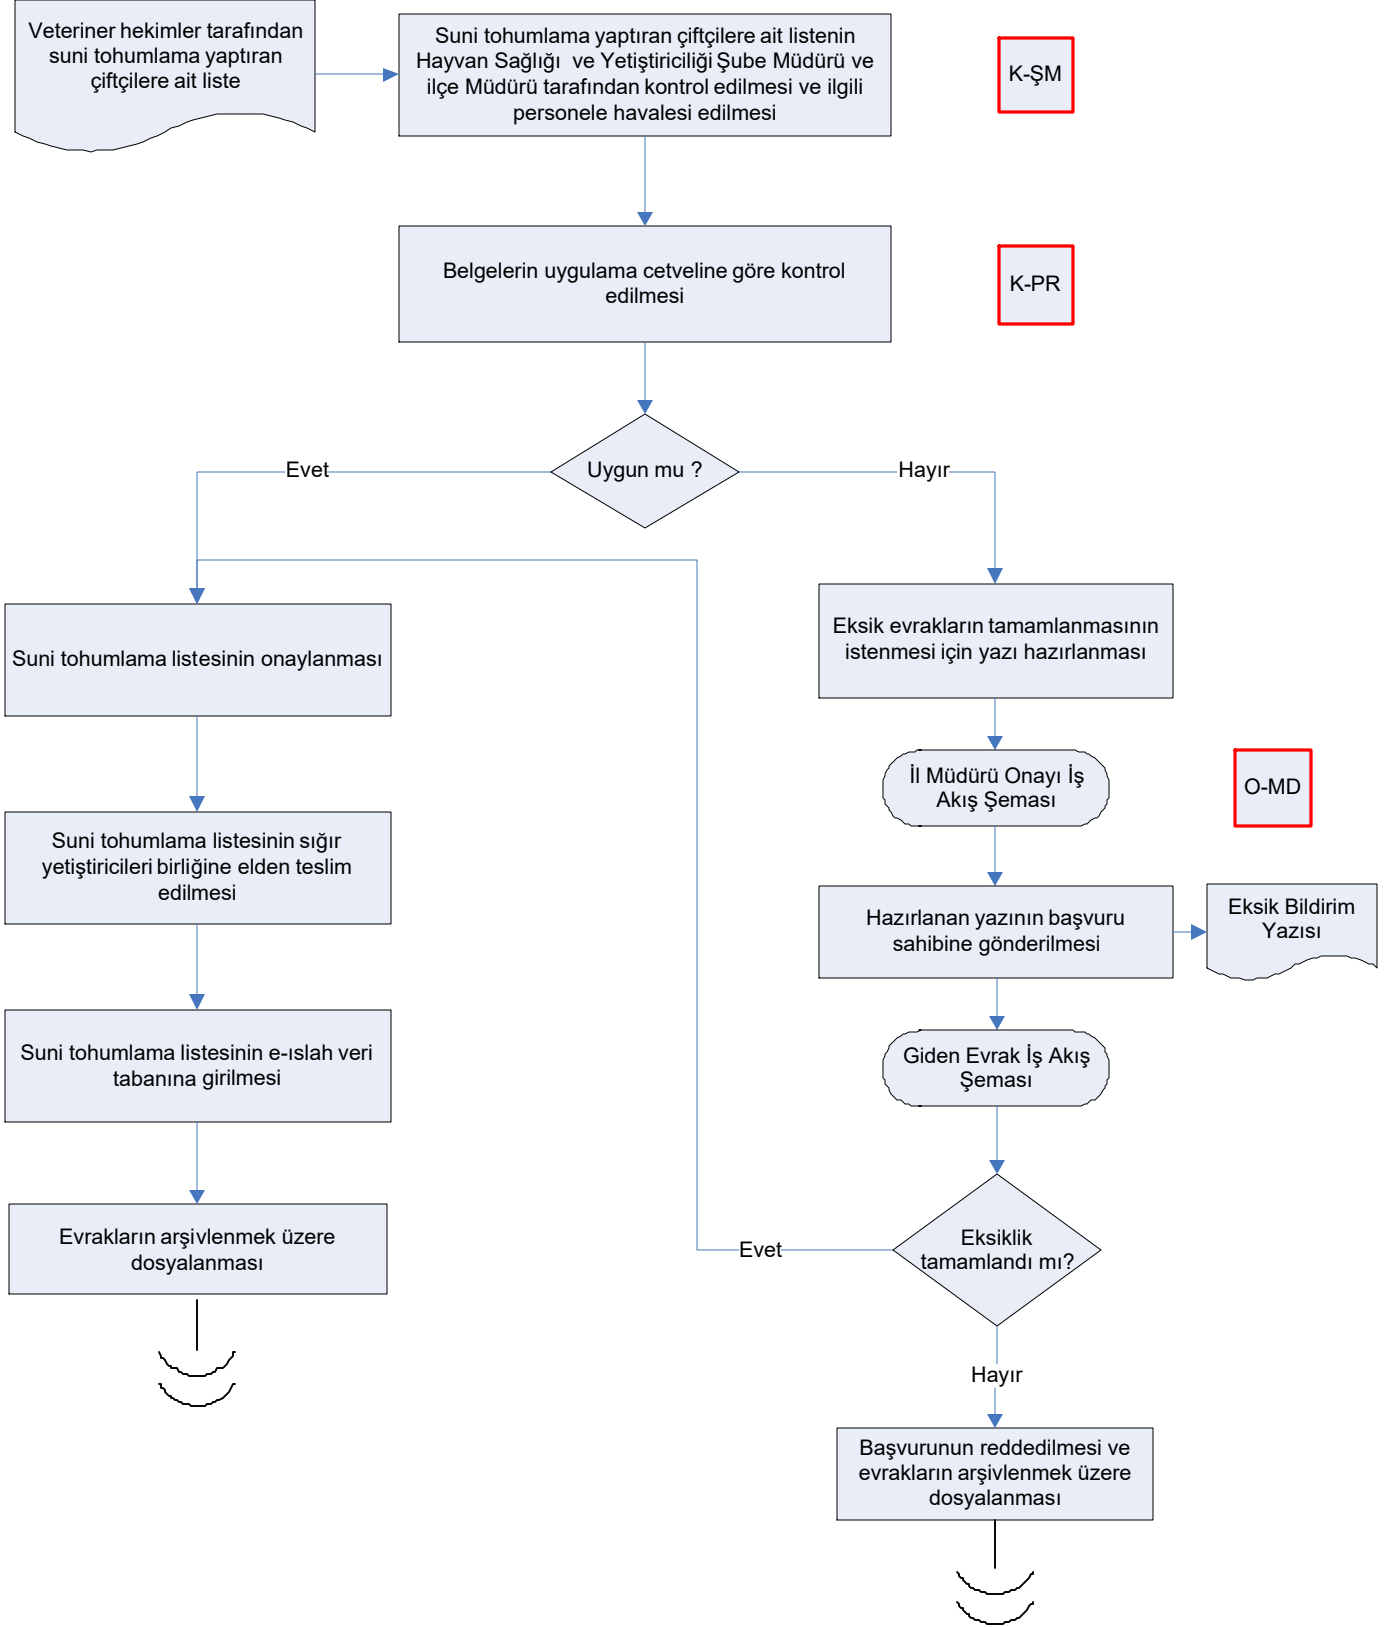 Veteriner hekimler tarafından
suni tohumlama yaptıran
çiftçilere ait liste
Suni tohumlama yaptıran çiftçilere ait listenin
Hayvan Sağlığı ve Yetiştiriciliği Şube Müdürü ve
ilçe Müdürü tarafından kontrol edilmesi ve ilgili
personele havalesi edilmesi
K-ŞM
Belgelerin uygulama cetveline göre kontrol
edilmesi
K-PR
Uygun mu ?
Evet
Hayır
Suni tohumlama listesinin onaylanması
Eksik evrakların tamamlanmasının
istenmesi için yazı hazırlanması
İl Müdürü Onayı İş
Akış Şeması
O-MD
Suni tohumlama listesinin sığır
yetiştiricileri birliğine elden teslim
edilmesi
Hazırlanan yazının başvuru
sahibine gönderilmesi
Eksik Bildirim
Yazısı
Suni tohumlama listesinin e-ıslah veri
tabanına girilmesi
Giden Evrak İş Akış
Şeması
Evrakların arşivlenmek üzere
dosyalanması
Eksiklik
tamamlandı mı?
Evet
Hayır
Başvurunun reddedilmesi ve
evrakların arşivlenmek üzere
dosyalanması